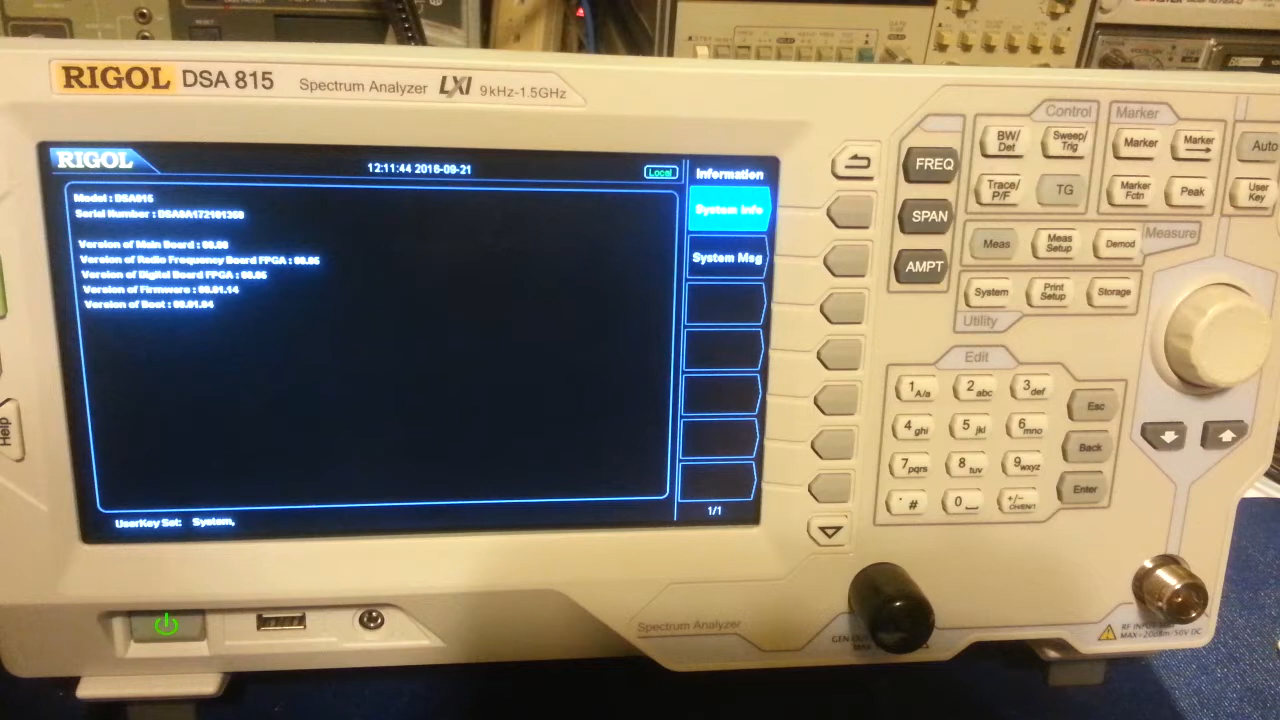 RIGOL DSA 815 Spectrum Analyzer LXI 9kHz-1.5GHz
RIGOL 12:11:44 2016-09-21 Local
Information
Model : DSA815
System Info
Version of Main Board : 00.00
Version of Radio Frequency Board FPGA : 00.05
Version of Digital Board FPGA : 00.05
Version of Firmware : 00.01.14
Version of Boot : 00.01.04
System Msg
UserKey Set: System,
1/1
Control
Marker
BW/Det
Sweep/Trig
Marker
Marker
Auto
FREQ
Trace/P/F
TG
Marker Fctn
Peak
User Key
SPAN
Meas
Meas Setup
Demod
Measure
AMPT
System
Print Setup
Storage
Utility
Edit
1 A/a
2 abc
3 def
Esc
4 ghi
5 jkl
6 mno
Back
7 pqrs
8 tuv
9 wxyz
Enter
. #
0
+/-
Help
Spectrum Analyzer
GEN
RF INPUT
MAX